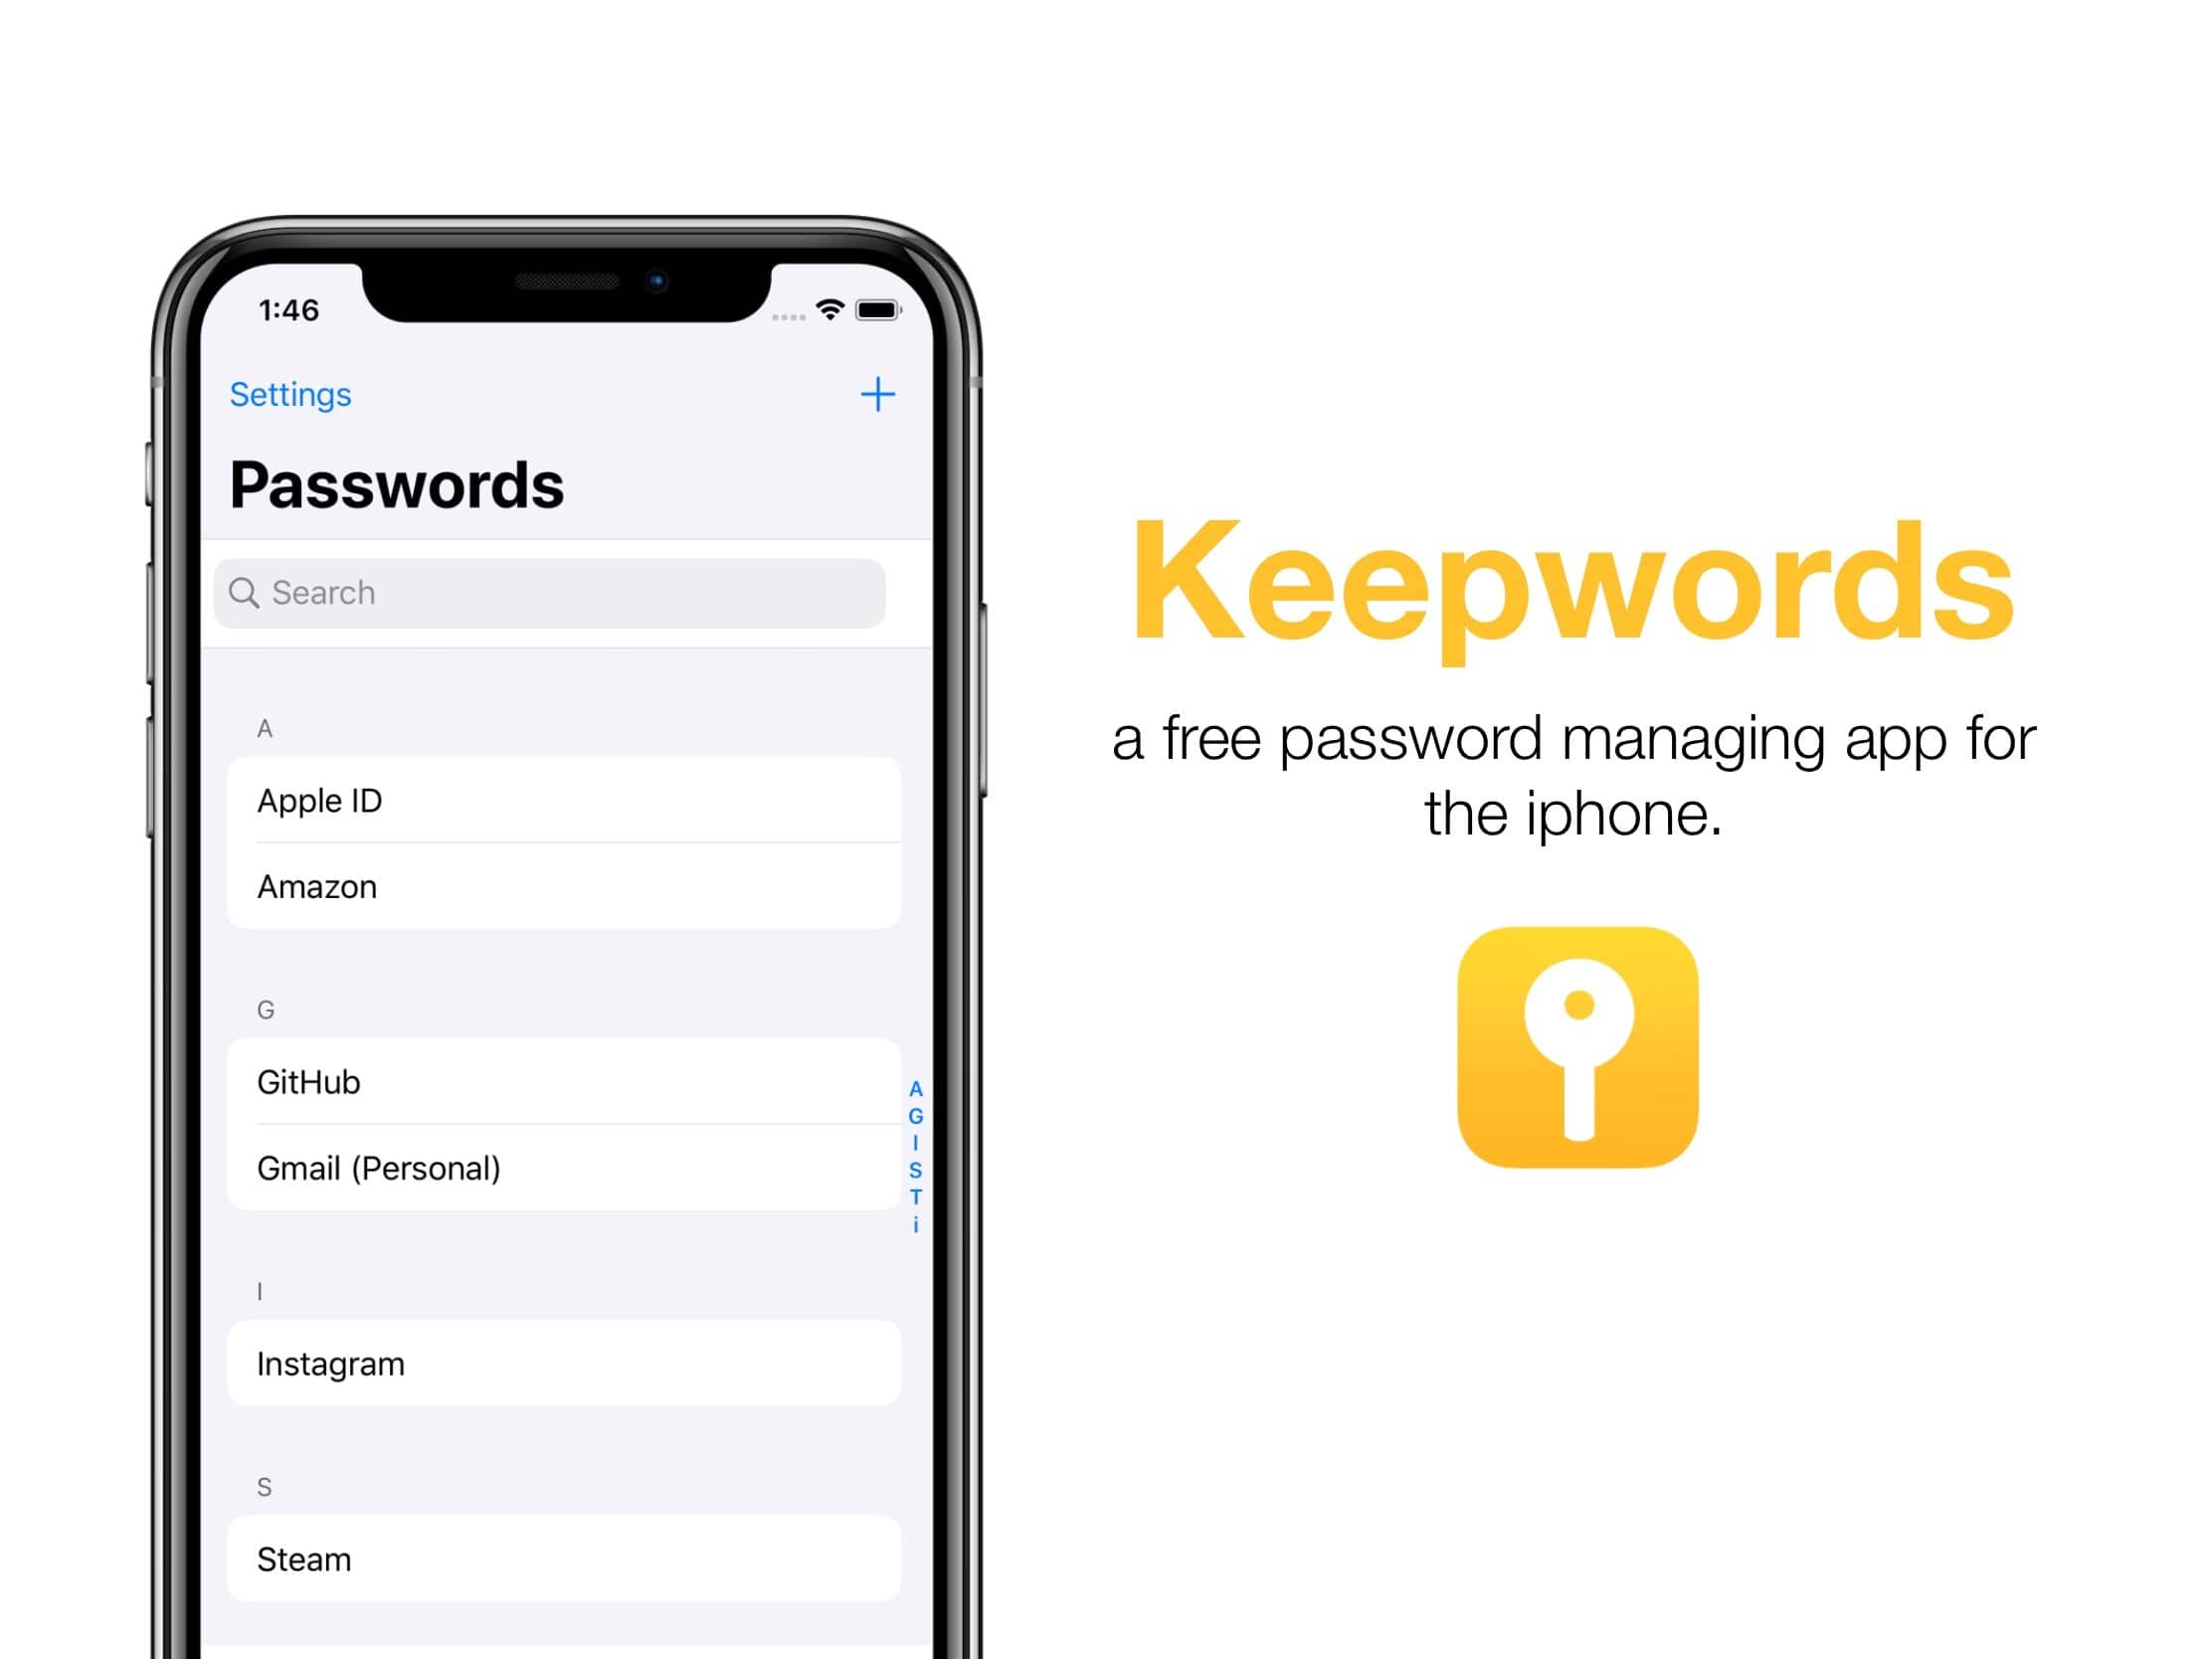 1:46
Settings
Passwords
Search
A
Apple ID
Amazon
G
GitHub
Gmail (Personal)
I
Instagram
S
Steam
A
G
I
S
T
i
Keepwords
a free password managing app for
the iphone.